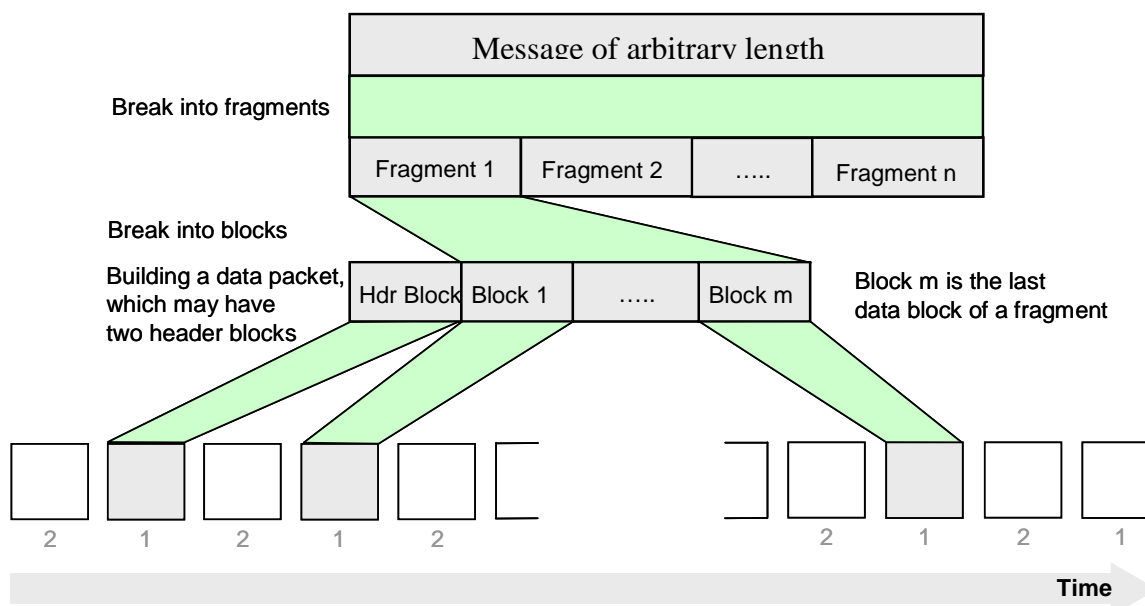 Message of arbitrary length
Break into fragments
Fragment 1 Fragment 2 ….. Fragment n
Break into blocks
Building a data packet,
which may have
two header blocks
Hdr Block Block 1 ….. Block m
Block m is the last
data block of a fragment
2 1 2 1 2 2 1 2 1
Time